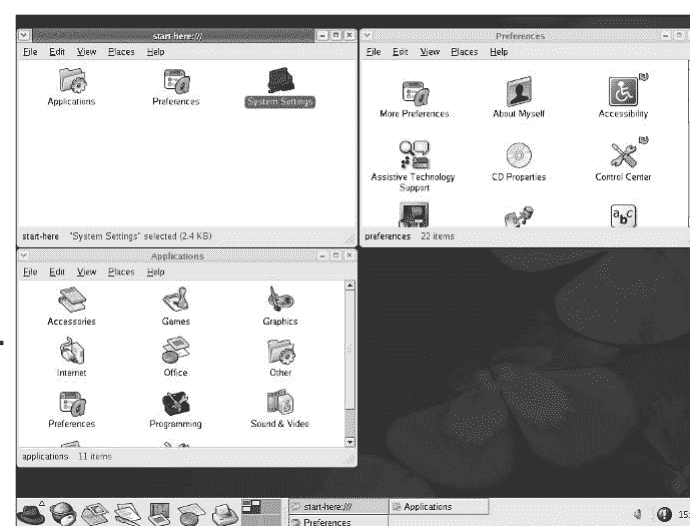 start-here:///
File Edit View Places Help
Applications Preferences System Settings
start-here "System Settings" selected (2.4 KB)
Preferences
File Edit View Places Help
More Preferences About Myself Accessibility
Assistive Technology Support CD Properties Control Center
abc
preferences 22 items
Applications
File Edit View Places Help
Accessories Games Graphics
Internet Office Other
Preferences Programming Sound & Video
applications 11 items
start-here:/// Applications
Preferences
15: